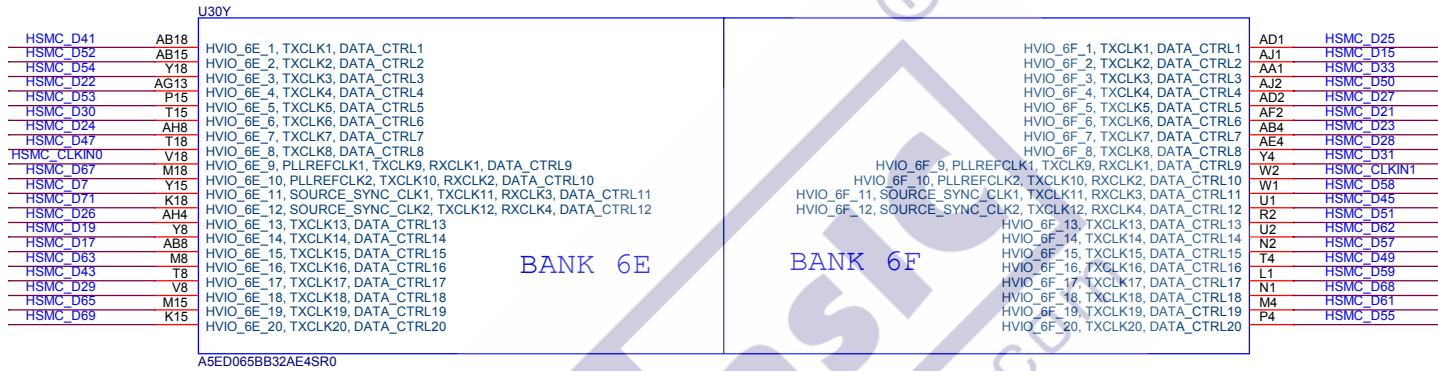 U30Y
HSMC_D41 AB18 HVIO_6E_1, TXCLK1, DATA_CTRL1 HVIO_6F_1, TXCLK1, DATA_CTRL1 AD1 HSMC_D25
HSMC_D52 AB15 HVIO_6E_2, TXCLK2, DATA_CTRL2 HVIO_6F_2, TXCLK2, DATA_CTRL2 AJ1 HSMC_D15
HSMC_D54 Y18 HVIO_6E_3, TXCLK3, DATA_CTRL3 HVIO_6F_3, TXCLK3, DATA_CTRL3 AA1 HSMC_D33
HSMC_D22 AG13 HVIO_6E_4, TXCLK4, DATA_CTRL4 HVIO_6F_4, TXCLK4, DATA_CTRL4 AJ2 HSMC_D50
HSMC_D53 P15 HVIO_6E_5, TXCLK5, DATA_CTRL5 HVIO_6F_5, TXCLK5, DATA_CTRL5 AD2 HSMC_D27
HSMC_D30 T15 HVIO_6E_6, TXCLK6, DATA_CTRL6 HVIO_6F_6, TXCLK6, DATA_CTRL6 AF2 HSMC_D21
HSMC_D24 AH8 HVIO_6E_7, TXCLK7, DATA_CTRL7 HVIO_6F_7, TXCLK7, DATA_CTRL7 AB4 HSMC_D23
HSMC_D47 T18 HVIO_6E_8, TXCLK8, DATA_CTRL8 HVIO_6F_8, TXCLK8, DATA_CTRL8 AE4 HSMC_D28
HSMC_CLKIN0 V18 HVIO_6E_9, PLLREFCLK1, TXCLK9, RXCLK1, DATA_CTRL9 HVIO_6F_9, PLLREFCLK1, TXCLK9, RXCLK1, DATA_CTRL9 Y4 HSMC_D31
HSMC_D67 M18 HVIO_6E_10, PLLREFCLK2, TXCLK10, RXCLK2, DATA_CTRL10 HVIO_6F_10, PLLREFCLK2, TXCLK10, RXCLK2, DATA_CTRL10 W2 HSMC_CLKIN1
HSMC_D7 Y15 HVIO_6E_11, SOURCE_SYNC_CLK1, TXCLK11, RXCLK3, DATA_CTRL11 HVIO_6F_11, SOURCE_SYNC_CLK1, TXCLK11, RXCLK3, DATA_CTRL11 W1 HSMC_D58
HSMC_D71 K18 HVIO_6E_12, SOURCE_SYNC_CLK2, TXCLK12, RXCLK4, DATA_CTRL12 HVIO_6F_12, SOURCE_SYNC_CLK2, TXCLK12, RXCLK4, DATA_CTRL12 U1 HSMC_D45
HSMC_D26 AH4 HVIO_6E_13, TXCLK13, DATA_CTRL13 HVIO_6F_13, TXCLK13, DATA_CTRL13 R2 HSMC_D51
HSMC_D19 Y8 HVIO_6E_14, TXCLK14, DATA_CTRL14 HVIO_6F_14, TXCLK14, DATA_CTRL14 U2 HSMC_D62
HSMC_D17 AB8 HVIO_6E_15, TXCLK15, DATA_CTRL15 HVIO_6F_15, TXCLK15, DATA_CTRL15 N2 HSMC_D57
HSMC_D63 M8 HVIO_6E_16, TXCLK16, DATA_CTRL16 HVIO_6F_16, TXCLK16, DATA_CTRL16 T4 HSMC_D49
HSMC_D43 T8 HVIO_6E_17, TXCLK17, DATA_CTRL17 HVIO_6F_17, TXCLK17, DATA_CTRL17 L1 HSMC_D59
HSMC_D29 V8 HVIO_6E_18, TXCLK18, DATA_CTRL18 HVIO_6F_18, TXCLK18, DATA_CTRL18 N1 HSMC_D68
HSMC_D65 M15 HVIO_6E_19, TXCLK19, DATA_CTRL19 HVIO_6F_19, TXCLK19, DATA_CTRL19 M4 HSMC_D61
HSMC_D69 K15 HVIO_6E_20, TXCLK20, DATA_CTRL20 HVIO_6F_20, TXCLK20, DATA_CTRL20 P4 HSMC_D55
BANK 6E BANK 6F
A5ED065BB32AE4SR0
®
asic
com